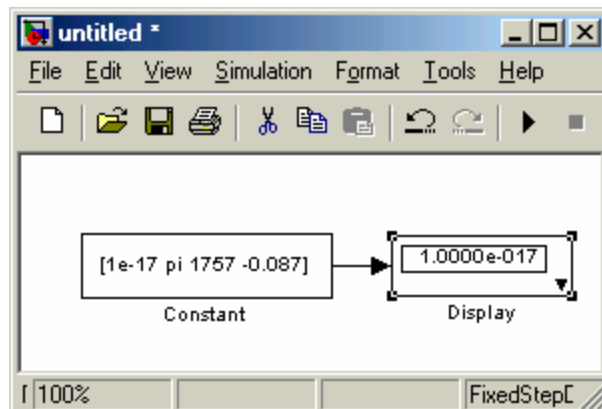 untitled *
File Edit View Simulation Format Tools Help
[1e-17 pi 1757 -0.087]
1.0000e-017
Constant
Display
100%
FixedStep